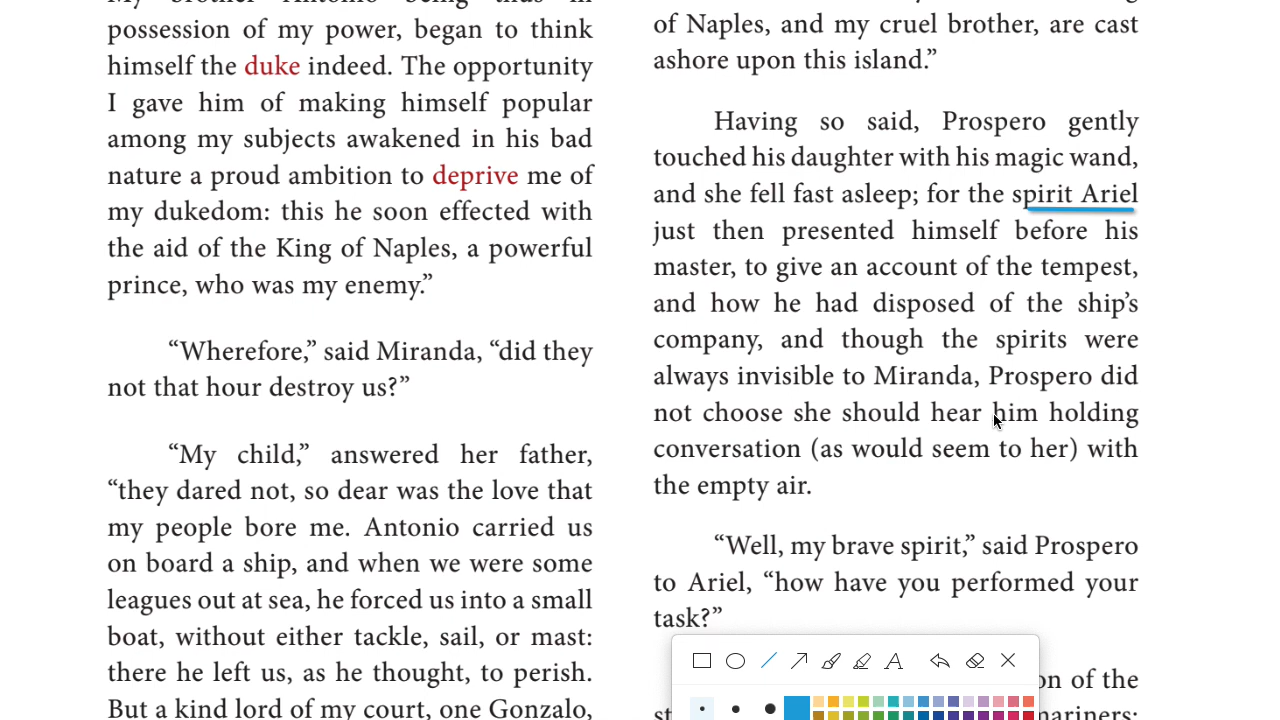 My brother Antonio being thus in
possession of my power, began to think
himself the duke indeed. The opportunity
I gave him of making himself popular
among my subjects awakened in his bad
nature a proud ambition to deprive me of
my dukedom: this he soon effected with
the aid of the King of Naples, a powerful
prince, who was my enemy.”
“Wherefore,” said Miranda, “did they
not that hour destroy us?”
“My child,” answered her father,
“they dared not, so dear was the love that
my people bore me. Antonio carried us
on board a ship, and when we were some
leagues out at sea, he forced us into a small
boat, without either tackle, sail, or mast:
there he left us, as he thought, to perish.
But a kind lord of my court, one Gonzalo,
of Naples, and my cruel brother, are cast
ashore upon this island.”
Having so said, Prospero gently
touched his daughter with his magic wand,
and she fell fast asleep; for the spirit Ariel
just then presented himself before his
master, to give an account of the tempest,
and how he had disposed of the ship’s
company, and though the spirits were
always invisible to Miranda, Prospero did
not choose she should hear him holding
conversation (as would seem to her) with
the empty air.
“Well, my brave spirit,” said Prospero
to Ariel, “how have you performed your
task?”
A
on of the
st
mariners;